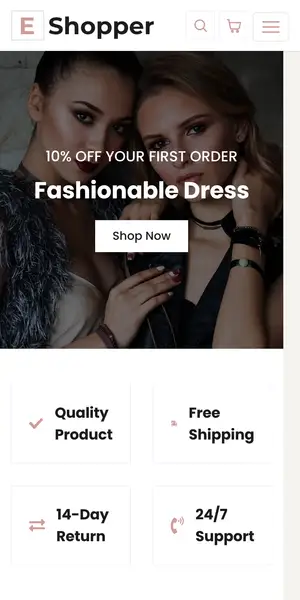 E Shopper
10% OFF YOUR FIRST ORDER
Fashionable Dress
Shop Now
Quality
Product
Free
Shipping
14-Day
Return
24/7
Support